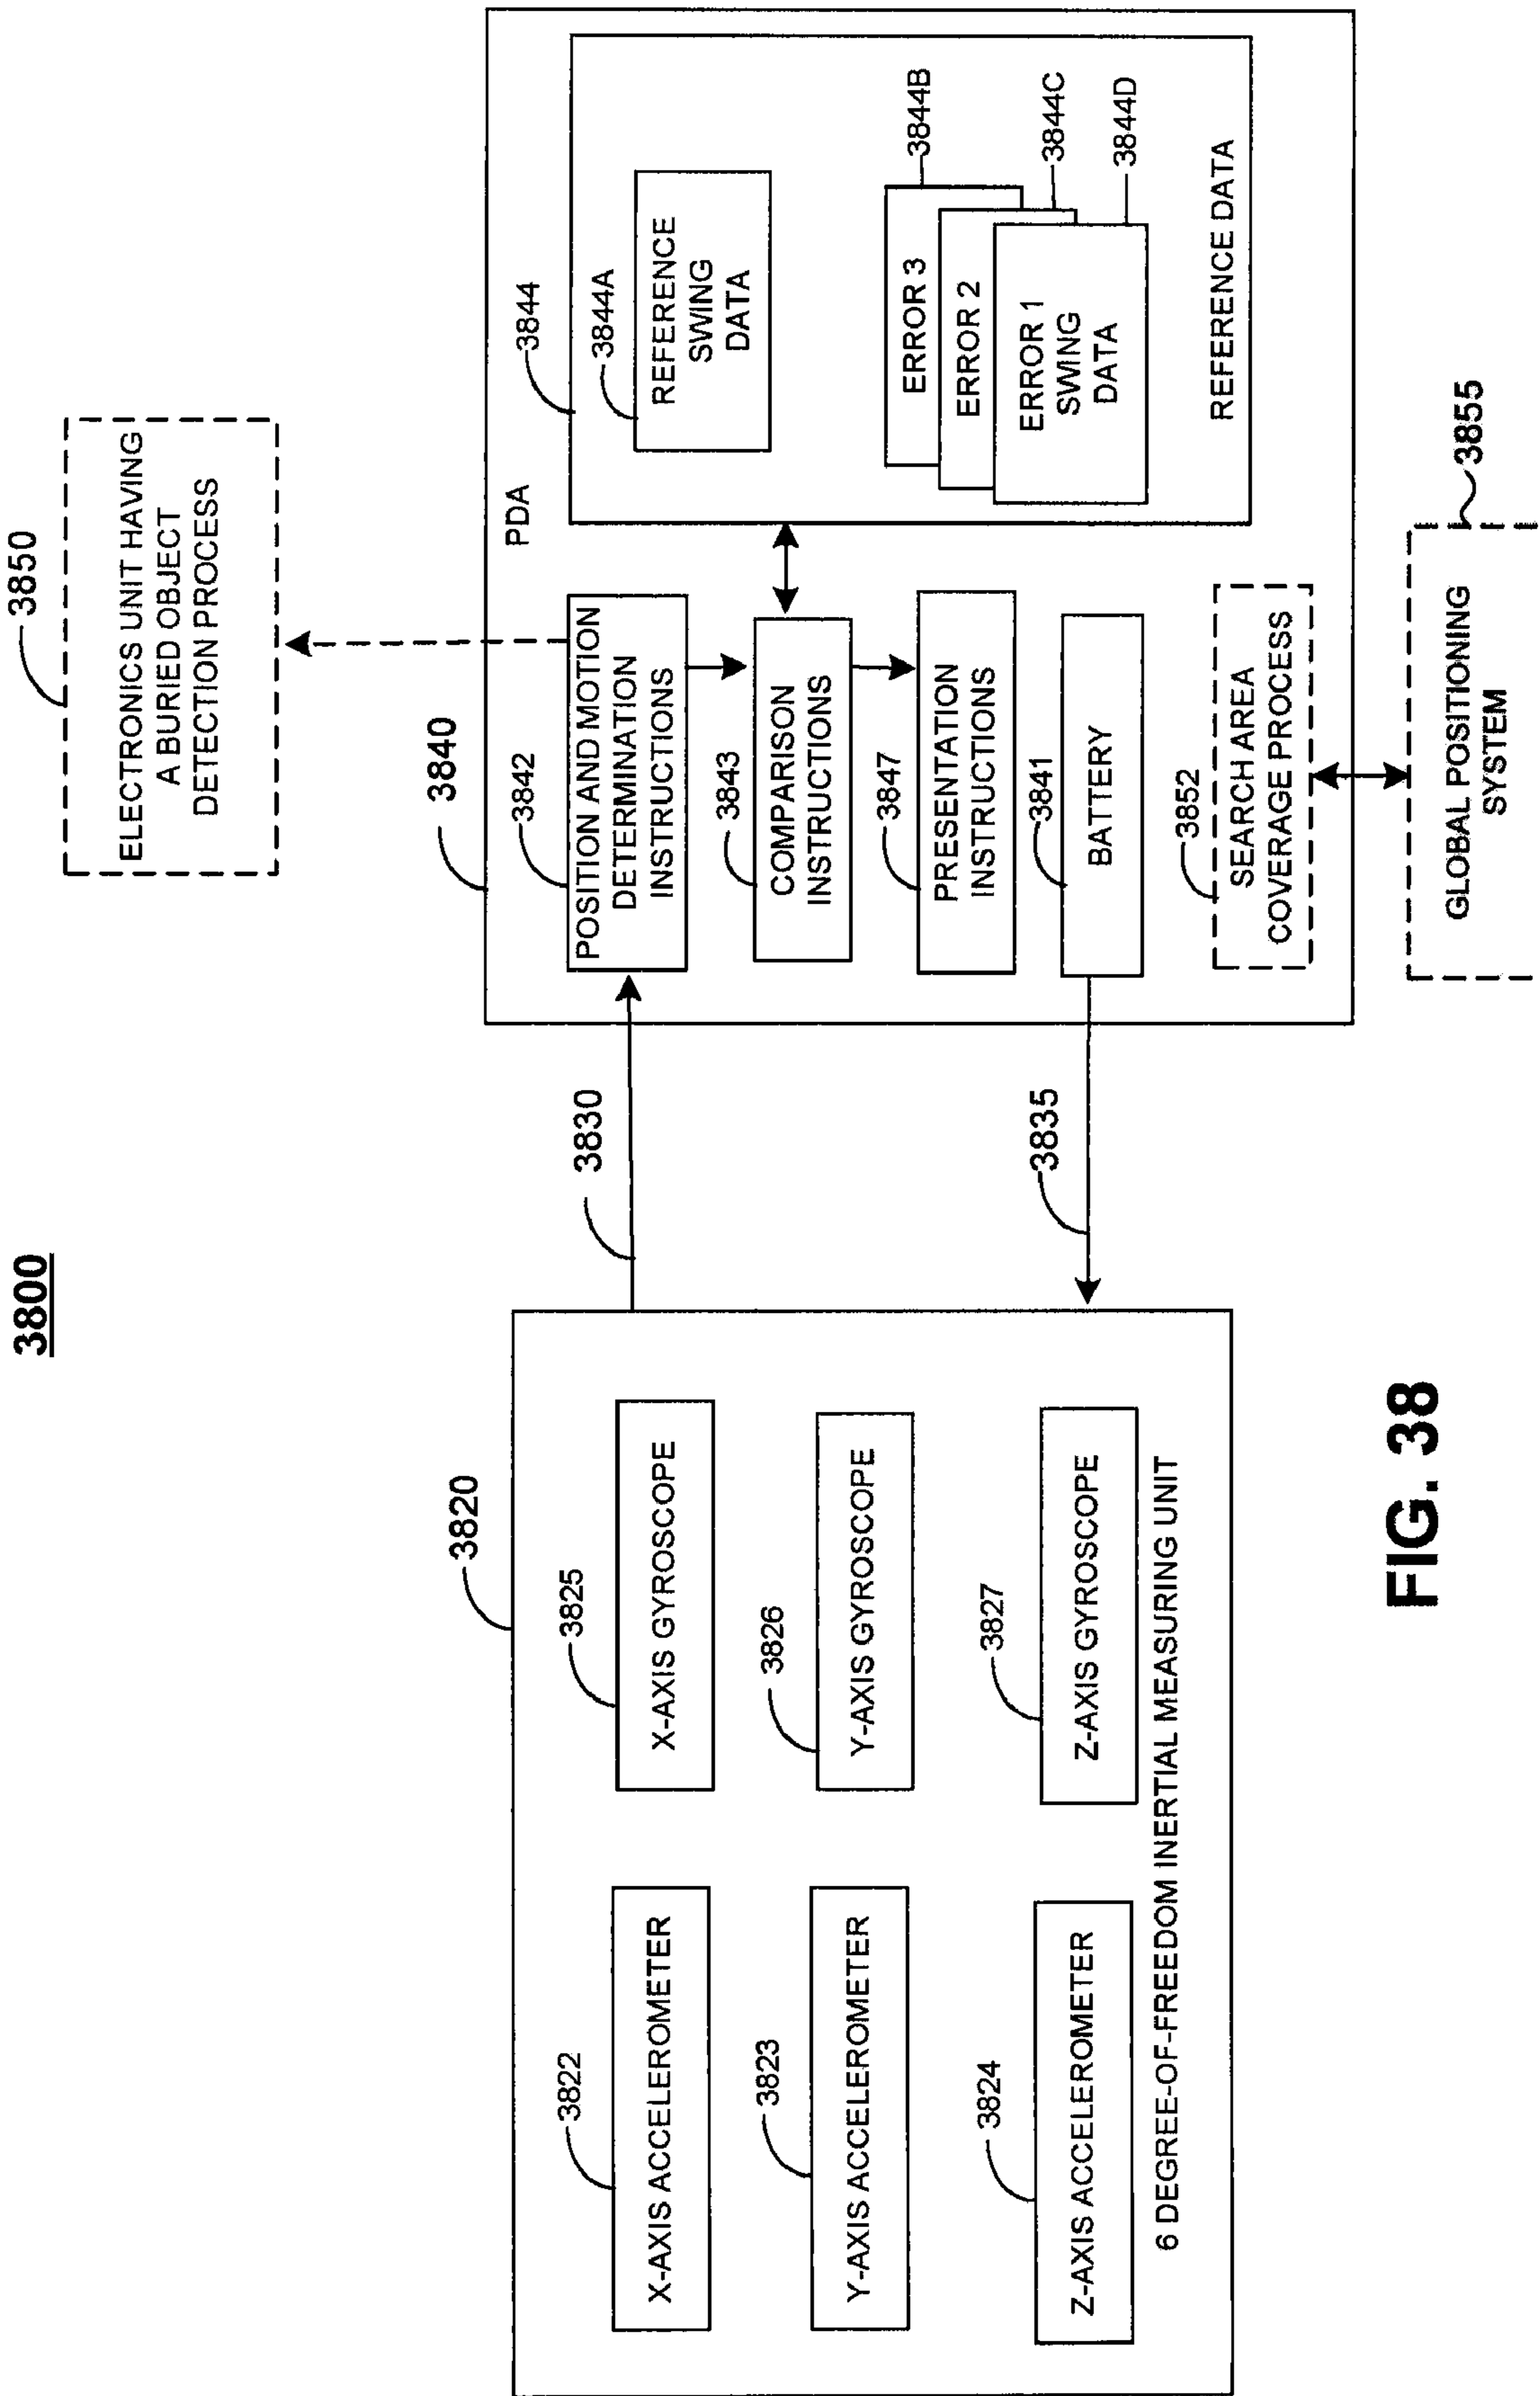 3800
3820
3822
X-AXIS ACCELEROMETER
3825
X-AXIS GYROSCOPE
3823
Y-AXIS ACCELEROMETER
3826
Y-AXIS GYROSCOPE
3824
Z-AXIS ACCELEROMETER
3827
Z-AXIS GYROSCOPE
6 DEGREE-OF-FREEDOM INERTIAL MEASURING UNIT
3830
3835
3850
ELECTRONICS UNIT HAVING
A BURIED OBJECT
DETECTION PROCESS
3840
PDA
3842
POSITION AND MOTION
DETERMINATION
INSTRUCTIONS
3843
COMPARISON
INSTRUCTIONS
3847
PRESENTATION
INSTRUCTIONS
3841
BATTERY
3852
SEARCH AREA
COVERAGE PROCESS
3844
3844A
REFERENCE
SWING
DATA
ERROR 3
3844B
ERROR 2
3844C
ERROR 1
SWING
DATA
3844D
REFERENCE DATA
3855
GLOBAL POSITIONING
SYSTEM
FIG. 38